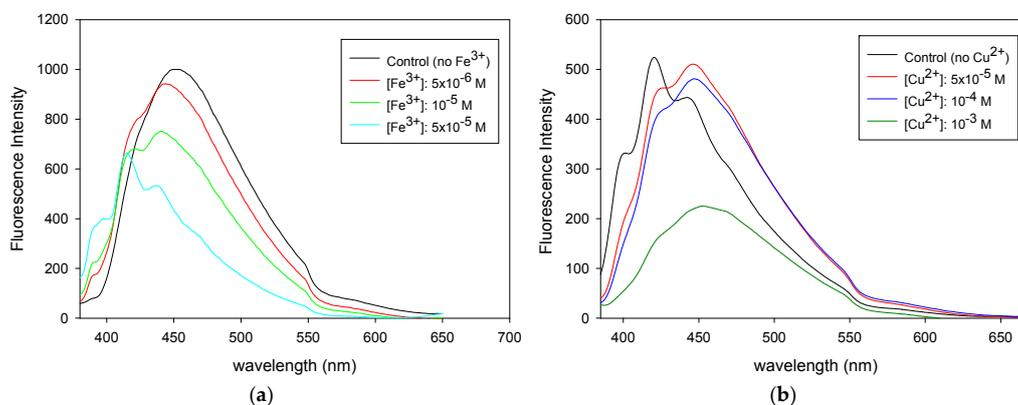 1200
1000
800
600
400
200
0
Fluorescence Intensity
Control (no Fe³⁺)
[Fe³⁺]: 5x10⁻⁶ M
[Fe³⁺]: 10⁻⁵ M
[Fe³⁺]: 5x10⁻⁵ M
400 450 500 550 600 650 700
wavelength (nm)
(a)
600
500
400
300
200
100
0
Fluorescence Intensity
Control (no Cu²⁺)
[Cu²⁺]: 5x10⁻⁵ M
[Cu²⁺]: 10⁻⁴ M
[Cu²⁺]: 10⁻³ M
400 450 500 550 600 650
wavelength (nm)
(b)